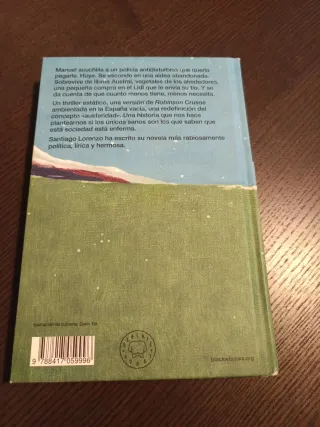 Manuel acuchilla a un policía antidisturbios que quería
pegarle. Huye. Se esconde en una aldea abandonada.
Sobrevive de libros Austral, vegetales de los alrededores,
una pequeña compra en el Lidl que le envía su tío. Y se
da cuenta de que cuanto menos tiene, menos necesita.
Un thriller estático, una versión de Robinson Crusoe
ambientada en la España vacía, una redefinición del
concepto «austeridad». Una historia que nos hace
plantearnos si los únicos sanos son los que saben que
esta sociedad está enferma.
Santiago Lorenzo ha escrito su novela más rabiosamente
política, lírica y hermosa.
9 788417 059996
blackiebooks.org